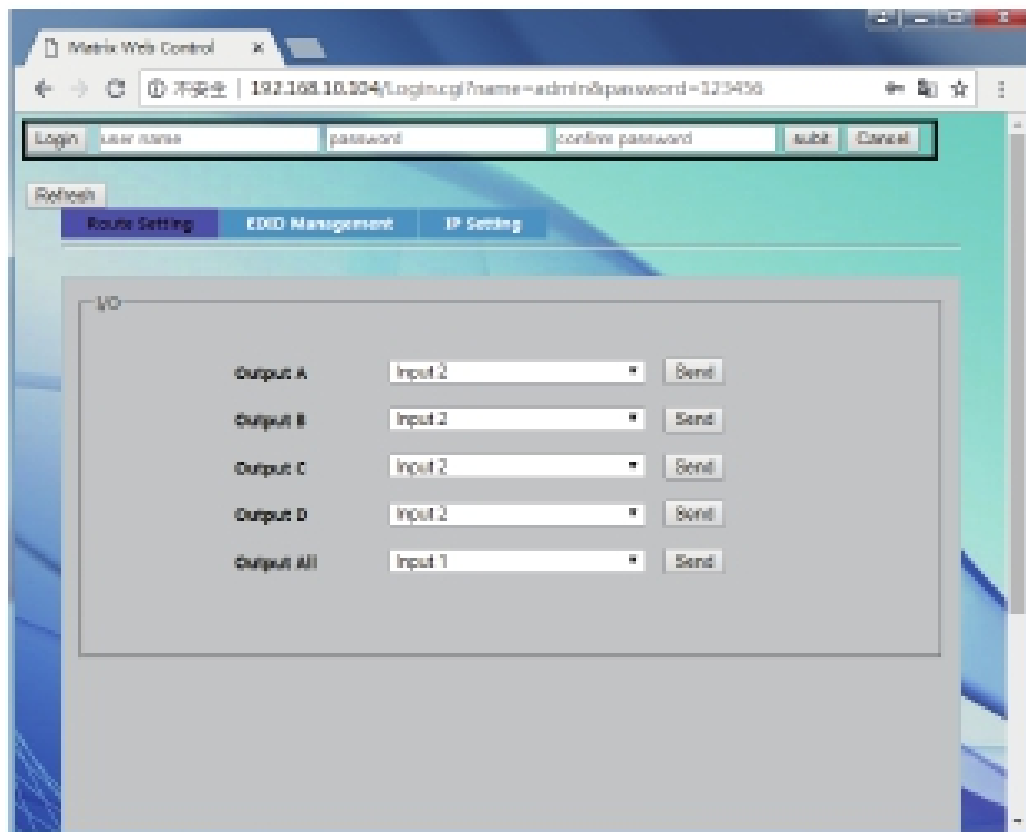 Matrix Web Control
不安全 | 192.168.10.104/Login.cgi?name=admin&password=123456
Login user name password confirm password subit Cancel
Refresh
Route Setting EDID Management IP Setting
I/O
Output A Input 2 Send
Output B Input 2 Send
Output C Input 2 Send
Output D Input 2 Send
Output All Input 1 Send